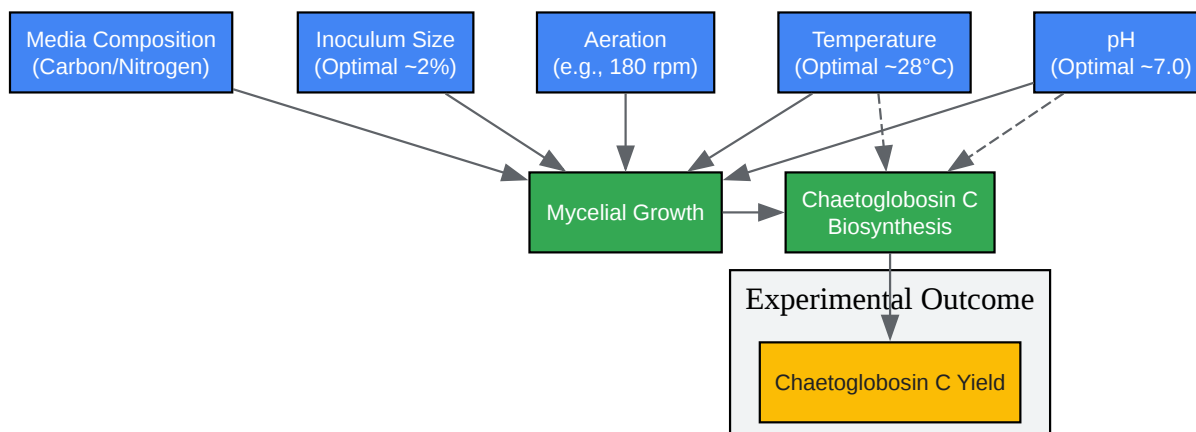 Media Composition
(Carbon/Nitrogen)
Inoculum Size
(Optimal ~2%)
Aeration
(e.g., 180 rpm)
Temperature
(Optimal ~28°C)
pH
(Optimal ~7.0)
Mycelial Growth
Chaetoglobosin C
Biosynthesis
Experimental Outcome
Chaetoglobosin C Yield